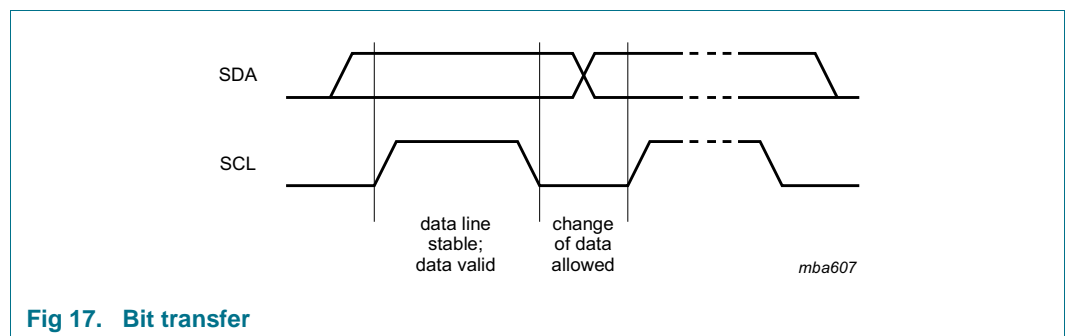 SDA
SCL
data line
stable;
data valid
change
of data
allowed
mba607
Fig 17. Bit transfer